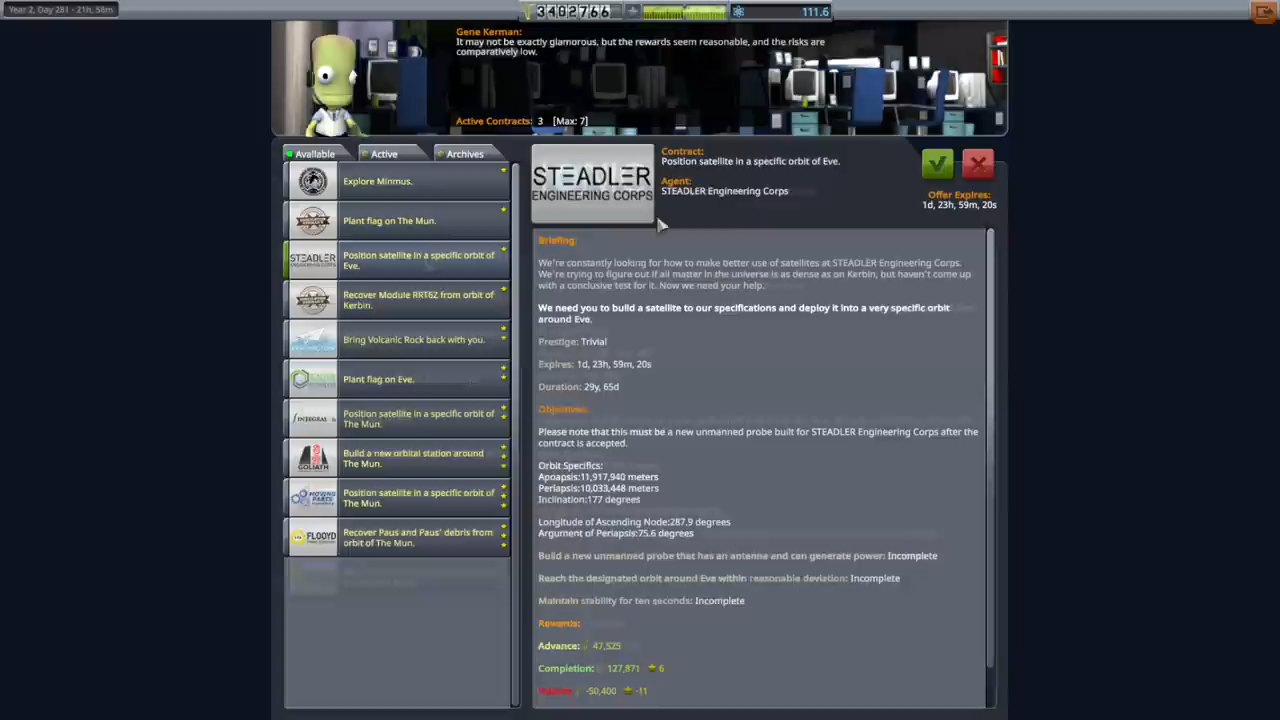 Year 2, Day 281 - 21h, 56m
3482766
111.6
Gene Kerman:
It may not be exactly glamorous, but the rewards seem reasonable, and the risks are
comparatively low.
Active Contracts: 3 [Max: 7]
Available
Active
Archives
Explore Minmus.
Plant flag on The Mun.
STEADLER
Position satellite in a specific orbit of
Eve.
Recover Module RRT62 from orbit of
Kerbin.
Bring Volcanic Rock back with you.
Plant flag on Eve.
INTEGRAL
Position satellite in a specific orbit of
The Mun.
GOLIATH
Build a new orbital station around
The Mun.
MOVING PARTS
Position satellite in a specific orbit of
The Mun.
FLOOYD
Recover Paus and Paus' debris from
orbit of The Mun.
STEADLER
ENGINEERING CORPS
Contract:
Position satellite in a specific orbit of Eve.
Agent:
STEADLER Engineering Corps
Offer Expires:
1d, 23h, 59m, 20s
Briefing:
We're constantly looking for how to make better use of satellites at STEADLER Engineering Corps.
We're trying to figure out if all matter in the universe is as dense as on Kerbin, but haven't come up
with a conclusive test for it. Now we need your help.
We need you to build a satellite to our specifications and deploy it into a very specific orbit
around Eve.
Prestige: Trivial
Expires: 1d, 23h, 59m, 20s
Duration: 29y, 65d
Objectives:
Please note that this must be a new unmanned probe built for STEADLER Engineering Corps after the
contract is accepted.
Orbit Specifics:
Apoapsis:11,917,940 meters
Periapsis:10,033,448 meters
Inclination:177 degrees
Longitude of Ascending Node:287.9 degrees
Argument of Periapsis:75.6 degrees
Build a new unmanned probe that has an antenna and can generate power: Incomplete
Reach the designated orbit around Eve within reasonable deviation: Incomplete
Maintain stability for ten seconds: Incomplete
Rewards:
Advance: 47,525
Completion: 127,871 6
-50,400 -11